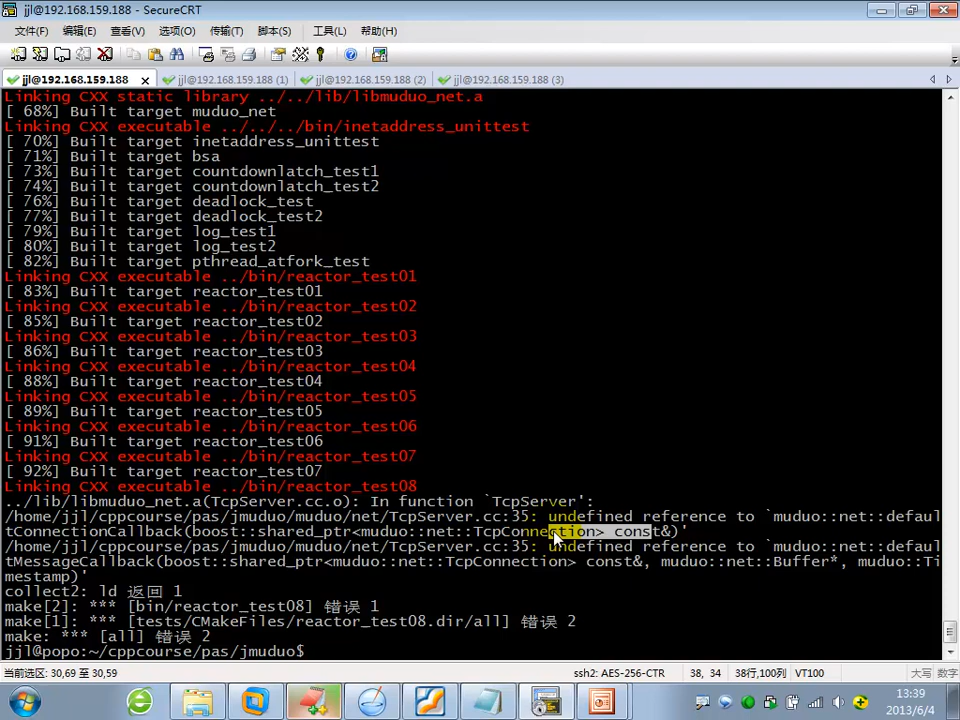 jjl@192.168.159.188 - SecureCRT
文件(F) 编辑(E) 查看(V) 选项(O) 传输(T) 脚本(S) 工具(L) 帮助(H)
jjl@192.168.159.188 jjl@192.168.159.188 (1) jjl@192.168.159.188 (2) jjl@192.168.159.188 (3)
Linking CXX static library ../../lib/libmuduo_net.a
[ 68%] Built target muduo_net
Linking CXX executable ../../../bin/inetaddress_unittest
[ 70%] Built target inetaddress_unittest
[ 71%] Built target bsa
[ 73%] Built target countdownlatch_test1
[ 74%] Built target countdownlatch_test2
[ 76%] Built target deadlock_test
[ 77%] Built target deadlock_test2
[ 79%] Built target log_test1
[ 80%] Built target log_test2
[ 82%] Built target pthread_atfork_test
Linking CXX executable ../bin/reactor_test01
[ 83%] Built target reactor_test01
Linking CXX executable ../bin/reactor_test02
[ 85%] Built target reactor_test02
Linking CXX executable ../bin/reactor_test03
[ 86%] Built target reactor_test03
Linking CXX executable ../bin/reactor_test04
[ 88%] Built target reactor_test04
Linking CXX executable ../bin/reactor_test05
[ 89%] Built target reactor_test05
Linking CXX executable ../bin/reactor_test06
[ 91%] Built target reactor_test06
Linking CXX executable ../bin/reactor_test07
[ 92%] Built target reactor_test07
Linking CXX executable ../bin/reactor_test08
../lib/libmuduo_net.a(TcpServer.cc.o): In function `TcpServer':
/home/jjl/cppcourse/pas/jmuduo/muduo/net/TcpServer.cc:35: undefined reference to `muduo::net::defaul
tConnectionCallback(boost::shared_ptr<muduo::net::TcpConnection> const&)'
/home/jjl/cppcourse/pas/jmuduo/muduo/net/TcpServer.cc:35: undefined reference to `muduo::net::defaul
tMessageCallback(boost::shared_ptr<muduo::net::TcpConnection> const&, muduo::net::Buffer*, muduo::Ti
mestamp)'
collect2: ld 返回 1
make[2]: *** [bin/reactor_test08] 错误 1
make[1]: *** [tests/CMakeFiles/reactor_test08.dir/all] 错误 2
make: *** [all] 错误 2
jjl@popo:~/cppcourse/pas/jmuduo$
选定范围: 30,69 至 30,59 ssh2: AES-256-CTR 38, 34 38行,100列 VT100 大写 数字
13:39
2013/6/4